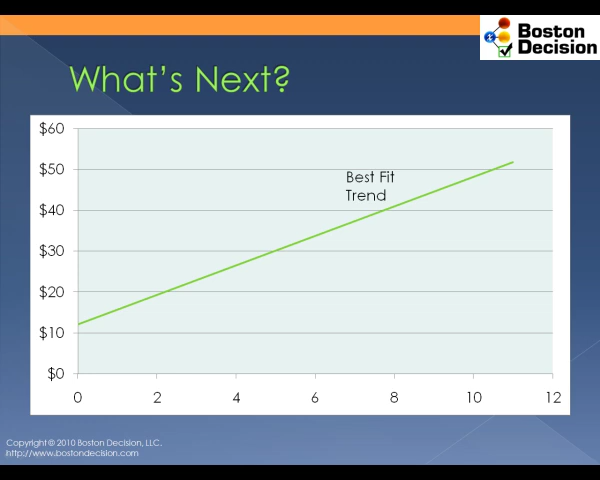 Boston
Decision
What's Next?
$60
$50
$40
$30
$20
$10
$0
Best Fit
Trend
0 2 4 6 8 10 12
Copyright © 2010 Boston Decision, LLC.
http://www.bostondecision.com